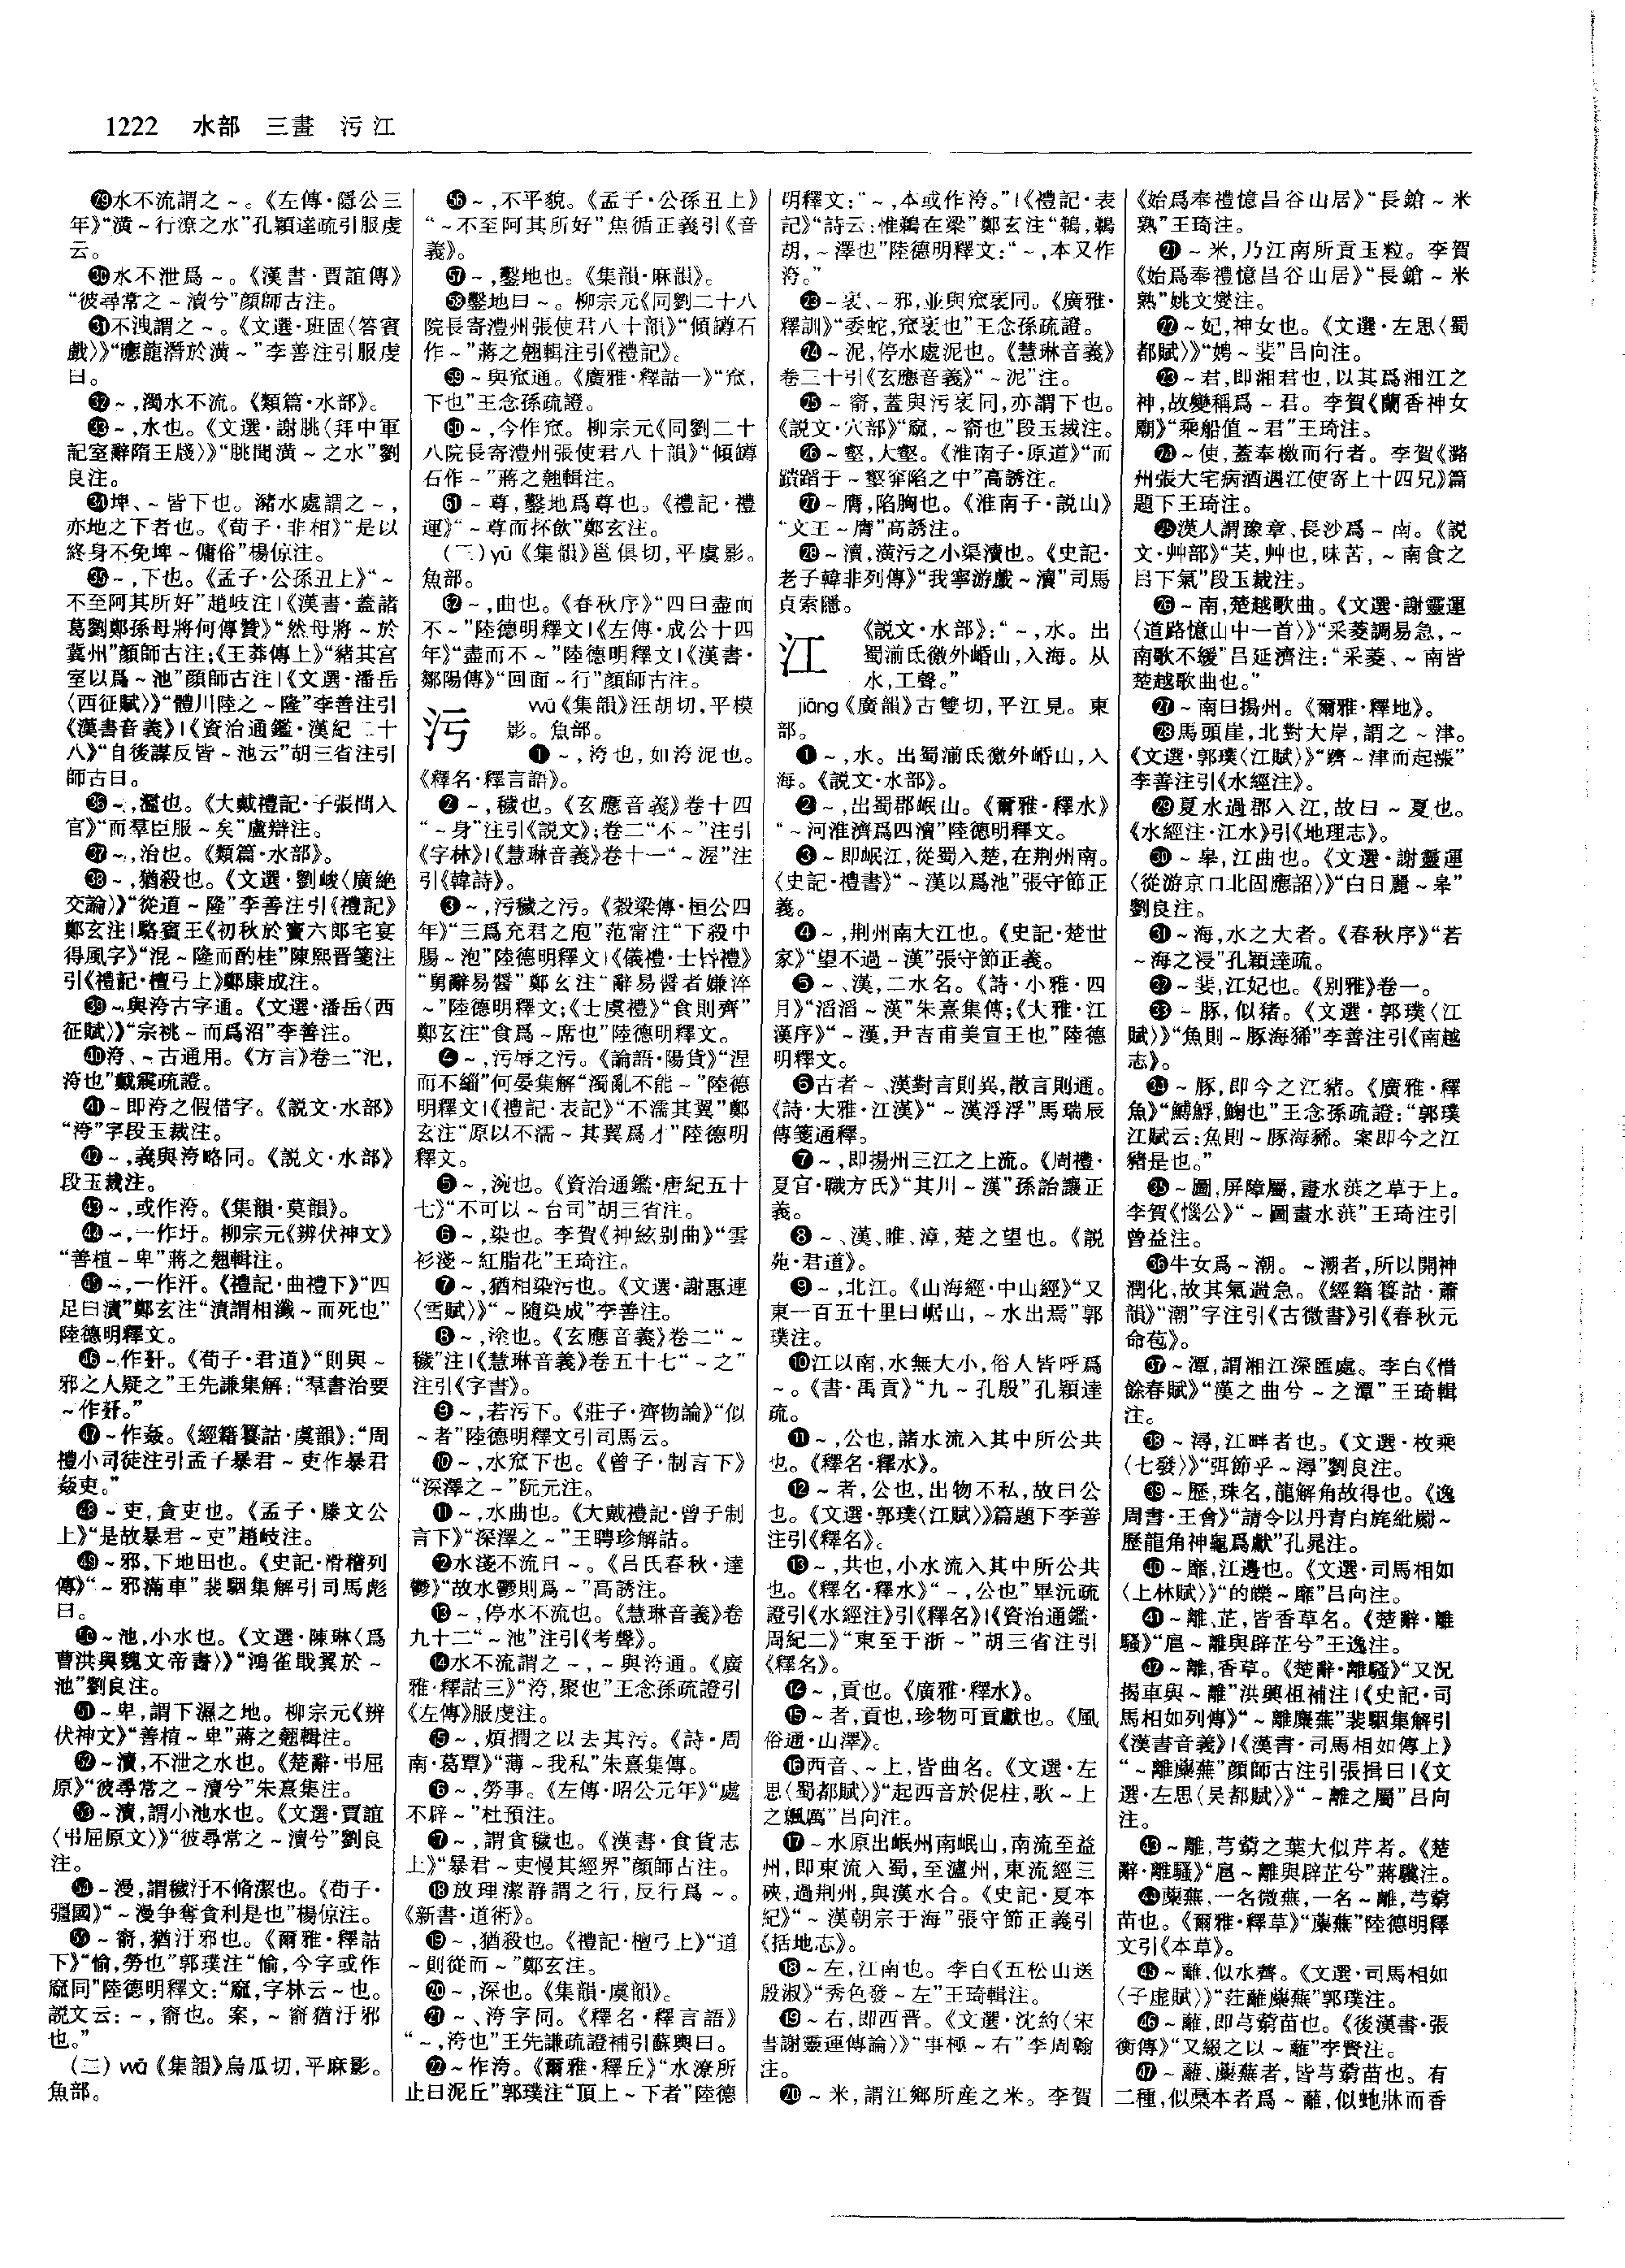 1222 水部 三畫 污江
㉙水不流謂之～。《左傳·隱公三
年》“潢～行潦之水”孔穎達疏引服虔
云。
㉚水不泄爲～。《漢書·賈誼傳》
“彼尋常之～瀆兮”顏師古注。
㉛不洩謂之～。《文選·班固〈答賓
戲〉》“應龍潛於潢～”李善注引服虔
曰。
㉜～,濁水不流。《類篇·水部》。
㉝～,水也。《文選·謝朓〈拜中軍
記室辭隋王牋〉》“朓聞潢～之水”劉
良注。
㉞埤、～皆下也。瀦水處謂之～,
亦地之下者也。《荀子·非相》“是以
終身不免埤～傭俗”楊倞注。
㉟～,下也。《孟子·公孫丑上》“～
不至阿其所好”趙岐注|《漢書·蓋諸
葛劉鄭孫毋將何傳贊》“然毋將～於
冀州”顏師古注;《王莽傳上》“豬其宮
室以爲～池”顏師古注|《文選·潘岳
〈西征賦〉》“體川陸之～隆”李善注引
《漢書音義》|《資治通鑑·漢紀二十
八》“自後謀反皆～池云”胡三省注引
師古曰。
㊱～,濁也。《大戴禮記·子張問入
官》“而羣臣服～矣”盧辯注。
㊲～,治也。《類篇·水部》。
㊳～,猶殺也。《文選·劉峻〈廣絶
交論〉》“從道～隆”李善注引《禮記》
鄭玄注|駱賓王《初秋於竇六郎宅宴
得風字》“混～隆而酌桂”陳熙晋箋注
引《禮記·檀弓上》鄭康成注。
㊴～與洿古字通。《文選·潘岳〈西
征賦〉》“宗祧～而爲沼”李善注。
㊵洿、～古通用。《方言》卷三“氾,
洿也”戴震疏證。
㊶～即洿之假借字。《説文·水部》
“洿”字段玉裁注。
㊷～,義與洿略同。《説文·水部》
段玉裁注。
㊸～,或作洿。《集韻·莫韻》。
㊹～,一作圩。柳宗元《辨伏神文》
“善植～卑”蔣之翹輯注。
㊺～,一作汗。《禮記·曲禮下》“四
足曰漬”鄭玄注“漬謂相瀸～而死也”
陸德明釋文。
㊻～作姧。《荀子·君道》“則與～
邪之人疑之”王先謙集解:“羣書治要
～作姧。”
㊼～作姦。《經籍籑詁·虞韻》:“周
禮小司徒注引孟子暴君～吏作暴君
姦吏。”
㊽～吏,貪吏也。《孟子·滕文公
上》“是故暴君～吏”趙岐注。
㊾～邪,下地田也。《史記·滑稽列
傳》“～邪滿車”裴駰集解引司馬彪
曰。
㊿～池,小水也。《文選·陳琳〈爲
曹洪與魏文帝書〉》“鴻雀戢翼於～
池”劉良注。
51～卑,謂下濕之地。柳宗元《辨
伏神文》“善植～卑”蔣之翹輯注。
52～瀆,不泄之水也。《楚辭·弔屈
原》“彼尋常之～瀆兮”朱熹集注。
53～瀆,謂小池水也。《文選·賈誼
〈弔屈原文〉》“彼尋常之～瀆兮”劉良
注。
54～漫,謂穢汙不脩潔也。《荀子·
彊國》“～漫争奪貪利是也”楊倞注。
55～窬,猶汙邪也。《爾雅·釋詁
下》“愉,勞也”郭璞注“愉,今字或作
窳同”陸德明釋文:“窳,字林云～也。
説文云:～,窬也。案,～窬猶汙邪
也。”
(二)wā《集韻》烏瓜切,平麻影。
魚部。
56～,不平貌。《孟子·公孫丑上》
“～不至阿其所好”焦循正義引《音
義》。
57～,鑿地也。《集韻·麻韻》。
58鑿地曰～。柳宗元《同劉二十八
院長寄澧州張使君八十韻》“傾罇石
作～”蔣之翹輯注引《禮記》。
59～與窊通。《廣雅·釋詁一》“窊,
下也”王念孫疏證。
60～,今作窊。柳宗元《同劉二十
八院長寄澧州張使君八十韻》“傾罇
石作～”蔣之翹輯注。
61～尊,鑿地爲尊也。《禮記·禮
運》“～尊而抔飲”鄭玄注。
(三)yū《集韻》邕俱切,平虞影。
魚部。
62～,曲也。《春秋序》“四曰盡而
不～”陸德明釋文|《左傳·成公十四
年》“盡而不～”陸德明釋文|《漢書·
鄒陽傳》“回面～行”顏師古注。
污
wū《集韻》汪胡切,平模
影。魚部。
❶～,洿也,如洿泥也。
《釋名·釋言語》。
❷～,穢也。《玄應音義》卷十四
“～身”注引《説文》;卷二“不～”注引
《字林》|《慧琳音義》卷十一“～渥”注
引《韓詩》。
❸～,污穢之污。《穀梁傳·桓公四
年》“三爲充君之庖”范甯注“下殺中
腸～泡”陸德明釋文|《儀禮·士昏禮》
“舅辭易醬”鄭玄注“辭易醬者嫌淬
～”陸德明釋文;《士虞禮》“食則齊”
鄭玄注“食爲～席也”陸德明釋文。
❹～,污辱之污。《論語·陽貨》“涅
而不緇”何晏集解“濁亂不能～”陸德
明釋文|《禮記·表記》“不濡其翼”鄭
玄注“原以不濡～其翼爲才”陸德明
釋文。
❺～,涴也。《資治通鑑·唐紀五十
七》“不可以～台司”胡三省注。
❻～,染也。李賀《神絃别曲》“雲
衫淺～紅脂花”王琦注。
❼～,猶相染污也。《文選·謝惠連
〈雪賦〉》“～隨染成”李善注。
❽～,塗也。《玄應音義》卷二“～
穢”注|《慧琳音義》卷五十七“～之”
注引《字書》。
❾～,若污下。《莊子·齊物論》“似
～者”陸德明釋文引司馬云。
❿～,水窊下也。《曾子·制言下》
“深澤之～”阮元注。
⓫～,水曲也。《大戴禮記·曾子制
言下》“深澤之～”王聘珍解詁。
⓬水淺不流曰～。《吕氏春秋·達
鬱》“故水鬱則爲～”高誘注。
⓭～,停水不流也。《慧琳音義》卷
九十二“～池”注引《考聲》。
⓮水不流謂之～,～與洿通。《廣
雅·釋詁三》“洿,聚也”王念孫疏證引
《左傳》服虔注。
⓯～,煩撋之以去其污。《詩·周
南·葛覃》“薄～我私”朱熹集傳。
⓰～,勞事。《左傳·昭公元年》“處
不辟～”杜預注。
⓱～,謂貪穢也。《漢書·食貨志
上》“暴君～吏慢其經界”顏師古注。
⓲放理潔静謂之行,反行爲～。
《新書·道術》。
⓳～,猶殺也。《禮記·檀弓上》“道
～則從而～”鄭玄注。
⓴～,深也。《集韻·虞韻》。
㉑～、洿字同。《釋名·釋言語》
“～,洿也”王先謙疏證補引蘇輿曰。
㉒～作洿。《爾雅·釋丘》“水潦所
止曰泥丘”郭璞注“頂上～下者”陸德
明釋文:“～,本或作洿。”|《禮記·表
記》“詩云:惟鵜在梁”鄭玄注“鵜,鵜
胡,～澤也”陸德明釋文:“～,本又作
洿。”
㉓～衺、～邪,並與窊衺同。《廣雅·
釋訓》“委蛇,窊衺也”王念孫疏證。
㉔～泥,停水處泥也。《慧琳音義》
卷三十引《玄應音義》“～泥”注。
㉕～窬,蓋與污衺同,亦謂下也。
《説文·穴部》“窳,～窬也”段玉裁注。
㉖～壑,大壑。《淮南子·原道》“而
蹪蹈于～壑穽陷之中”高誘注。
㉗～膺,陷胸也。《淮南子·説山》
“文王～膺”高誘注。
㉘～瀆,潢污之小渠瀆也。《史記·
老子韓非列傳》“我寧游戲～瀆”司馬
貞索隱。
江
《説文·水部》:“～,水。出
蜀湔氐徼外崏山,入海。从
水,工聲。”
jiāng《廣韻》古雙切,平江見。東
部。
❶～,水。出蜀湔氐徼外崏山,入
海。《説文·水部》。
❷～,出蜀郡岷山。《爾雅·釋水》
“～河淮濟爲四瀆”陸德明釋文。
❸～即岷江,從蜀入楚,在荆州南。
《史記·禮書》“～漢以爲池”張守節正
義。
❹～,荆州南大江也。《史記·楚世
家》“望不過～漢”張守節正義。
❺～、漢,二水名。《詩·小雅·四
月》“滔滔～漢”朱熹集傳;《大雅·江
漢序》“～漢,尹吉甫美宣王也”陸德
明釋文。
❻古者～、漢對言則異,散言則通。
《詩·大雅·江漢》“～漢浮浮”馬瑞辰
傳箋通釋。
❼～,即揚州三江之上流。《周禮·
夏官·職方氏》“其川～漢”孫詒讓正
義。
❽～、漢、睢、漳,楚之望也。《説
苑·君道》。
❾～,北江。《山海經·中山經》“又
東一百五十里曰崌山,～水出焉”郭
璞注。
❿江以南,水無大小,俗人皆呼爲
～。《書·禹貢》“九～孔殷”孔穎達
疏。
⓫～,公也,諸水流入其中所公共
也。《釋名·釋水》。
⓬～者,公也,出物不私,故曰公
也。《文選·郭璞〈江賦〉》篇題下李善
注引《釋名》。
⓭～,共也,小水流入其中所公共
也。《釋名·釋水》“～,公也”畢沅疏
證引《水經注》引《釋名》|《資治通鑑·
周紀二》“東至于浙～”胡三省注引
《釋名》。
⓮～,貢也。《廣雅·釋水》。
⓯～者,貢也,珍物可貢獻也。《風
俗通·山澤》。
⓰西音、～上,皆曲名。《文選·左
思〈蜀都賦〉》“起西音於促柱,歌～上
之飉厲”吕向注。
⓱～水原出岷州南岷山,南流至益
州,即東流入蜀,至瀘州,東流經三
硤,過荆州,與漢水合。《史記·夏本
紀》“～漢朝宗于海”張守節正義引
《括地志》。
⓲～左,江南也。李白《五松山送
殷淑》“秀色發～左”王琦輯注。
⓳～右,即西晋。《文選·沈約〈宋
書謝靈運傳論〉》“事極～右”李周翰
注。
⓴～米,謂江鄉所産之米。李賀
《始爲奉禮憶昌谷山居》“長鎗～米
熟”王琦注。
㉑～米,乃江南所貢玉粒。李賀
《始爲奉禮憶昌谷山居》“長鎗～米
熟”姚文燮注。
㉒～妃,神女也。《文選·左思〈蜀
都賦〉》“娉～婓”吕向注。
㉓～君,即湘君也,以其爲湘江之
神,故變稱爲～君。李賀《蘭香神女
廟》“乘船值～君”王琦注。
㉔～使,蓋奉檄而行者。李賀《潞
州張大宅病酒遇江使寄上十四兄》篇
題下王琦注。
㉕漢人謂豫章、長沙爲～南。《説
文·艸部》“芺,艸也,味苦,～南食之
㠯下氣”段玉裁注。
㉖～南,楚越歌曲。《文選·謝靈運
〈道路憶山中一首〉》“采菱調易急,～
南歌不緩”吕延濟注:“采菱、～南皆
楚越歌曲也。”
㉗～南曰揚州。《爾雅·釋地》。
㉘馬頭崖,北對大岸,謂之～津。
《文選·郭璞〈江賦〉》“躋～津而起漲”
李善注引《水經注》。
㉙夏水過郡入江,故曰～夏也。
《水經注·江水》引《地理志》。
㉚～皋,江曲也。《文選·謝靈運
〈從游京口北固應詔〉》“白日麗～皋”
劉良注。
㉛～海,水之大者。《春秋序》“若
～海之浸”孔穎達疏。
㉜～婓,江妃也。《别雅》卷一。
㉝～豚,似猪。《文選·郭璞〈江
賦〉》“魚則～豚海狶”李善注引《南越
志》。
㉞～豚,即今之江豬。《廣雅·釋
魚》“䱐䰽,鯫也”王念孫疏證:“郭璞
江賦云:魚則～豚海豨。案即今之江
豬是也。”
㉟～圖,屏障屬,畫水葓之草于上。
李賀《惱公》“～圖畫水葓”王琦注引
曾益注。
㊱牛女爲～潮。～潮者,所以開神
潤化,故其氣遄急。《經籍籑詁·蕭
韻》“潮”字注引《古微書》引《春秋元
命苞》。
㊲～潭,謂湘江深匯處。李白《惜
餘春賦》“漢之曲兮～之潭”王琦輯
注。
㊳～潯,江畔者也。《文選·枚乘
〈七發〉》“弭節乎～潯”劉良注。
㊴～歷,珠名,龍解角故得也。《逸
周書·王會》“請令以丹青白旄紕罽～
歷龍角神龜爲獻”孔晁注。
㊵～靡,江邊也。《文選·司馬相如
〈上林賦〉》“的皪～靡”吕向注。
㊶～離、芷,皆香草名。《楚辭·離
騷》“扈～離與辟芷兮”王逸注。
㊷～離,香草。《楚辭·離騷》“又況
揭車與～離”洪興祖補注|《史記·司
馬相如列傳》“～離麋蕪”裴駰集解引
《漢書音義》|《漢書·司馬相如傳上》
“～離蘪蕪”顏師古注引張揖曰|《文
選·左思〈吴都賦〉》“～離之屬”吕向
注。
㊸～離,芎藭之葉大似芹者。《楚
辭·離騷》“扈～離與辟芷兮”蔣驥注。
㊹蘪蕪,一名微蕪,一名～離,芎藭
苗也。《爾雅·釋草》“蘪蕪”陸德明釋
文引《本草》。
㊺～蘺,似水薺。《文選·司馬相如
〈子虛賦〉》“茳蘺蘪蕪”郭璞注。
㊻～蘺,即芎藭苗也。《後漢書·張
衡傳》“又綴之以～蘺”李賢注。
㊼～蘺、蘪蕪者,皆芎藭苗也。有
二種,似藁本者爲～蘺,似虵牀而香